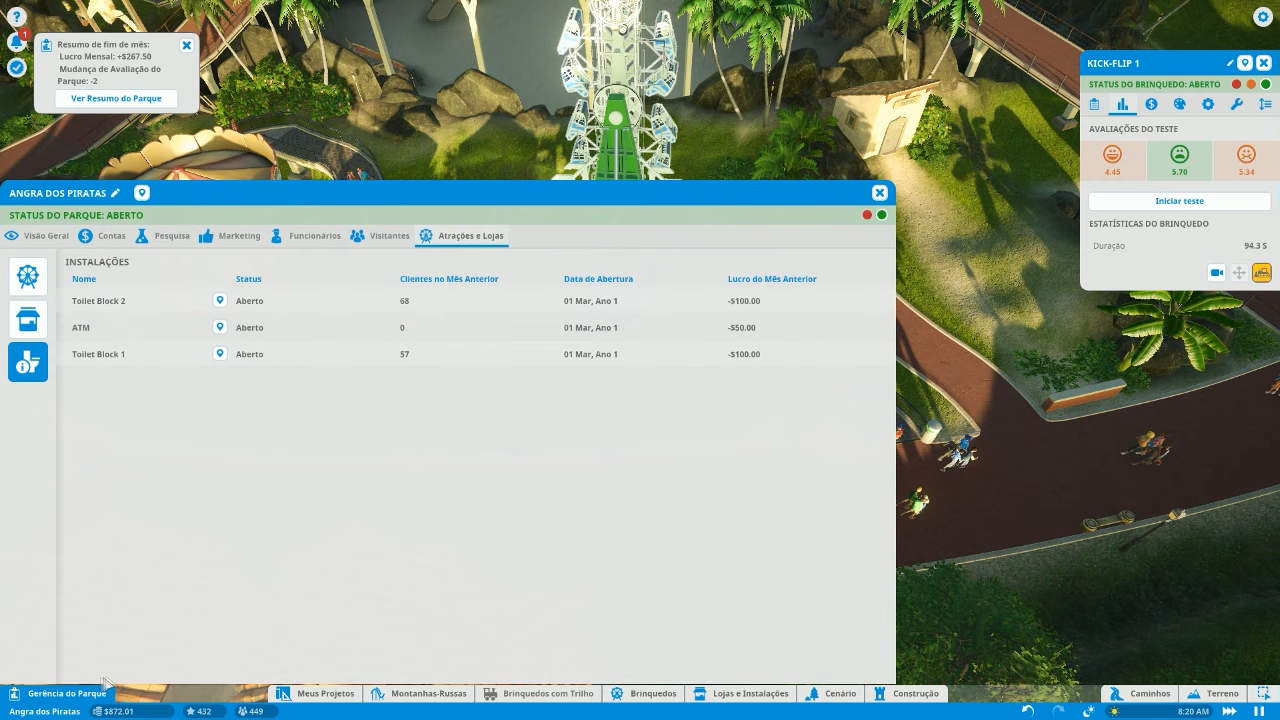 ?
1
Resumo de fim de mês:
Lucro Mensal: +$267.50
Mudança de Avaliação do
Parque: -2
Ver Resumo do Parque
KICK-FLIP 1
STATUS DO BRINQUEDO: ABERTO
AVALIAÇÕES DO TESTE
4.45 5.70 5.34
Iniciar teste
ESTATÍSTICAS DO BRINQUEDO
Duração 94.3 S
ANGRA DOS PIRATAS
STATUS DO PARQUE: ABERTO
Visão Geral Contas Pesquisa Marketing Funcionários Visitantes Atrações e Lojas
INSTALAÇÕES
Nome Status Clientes no Mês Anterior Data de Abertura Lucro do Mês Anterior
Toilet Block 2 Aberto 68 01 Mar, Ano 1 -$100.00
ATM Aberto 0 01 Mar, Ano 1 -$50.00
Toilet Block 1 Aberto 57 01 Mar, Ano 1 -$100.00
Gerência do Parque Meus Projetos Montanhas-Russas Brinquedos com Trilho Brinquedos Lojas e Instalações Cenário Construção Caminhos Terreno
Angra dos Piratas $872.01 432 449 8:20 AM